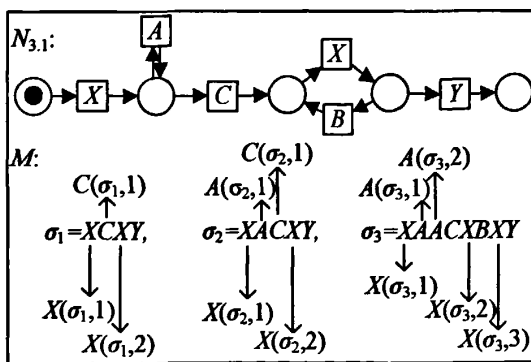 A
N3.1:
X
X
C
B
Y
M:
C(σ2,1)
A(σ3,2)
C(σ1,1)
A(σ2,1)
A(σ3,1)
σ1=XCXY,
σ2=XACXY,
σ3=XAACXBXY
X(σ1,1)
X(σ2,1)
X(σ3,1)
X(σ1,2)
X(σ2,2)
X(σ3,2)
X(σ3,3)